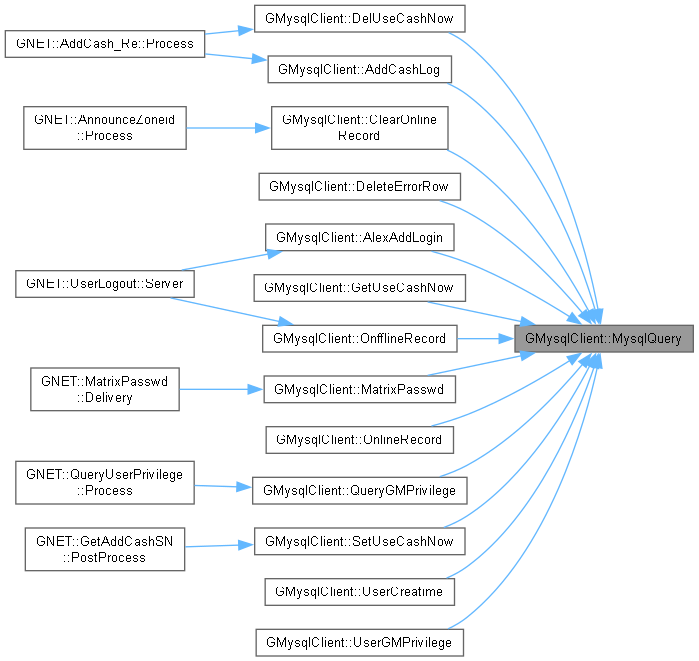 GMysqlClient::DelUseCashNow
GNET::AddCash_Re::Process
GMysqlClient::AddCashLog
GNET::AnnounceZoneid
::Process
GMysqlClient::ClearOnline
Record
GMysqlClient::DeleteErrorRow
GMysqlClient::AlexAddLogin
GNET::UserLogout::Server
GMysqlClient::GetUseCashNow
GMysqlClient::OnfflineRecord
GMysqlClient::MysqlQuery
GNET::MatrixPasswd
::Delivery
GMysqlClient::MatrixPasswd
GMysqlClient::OnlineRecord
GNET::QueryUserPrivilege
::Process
GMysqlClient::QueryGMPrivilege
GNET::GetAddCashSN
::PostProcess
GMysqlClient::SetUseCashNow
GMysqlClient::UserCreatime
GMysqlClient::UserGMPrivilege